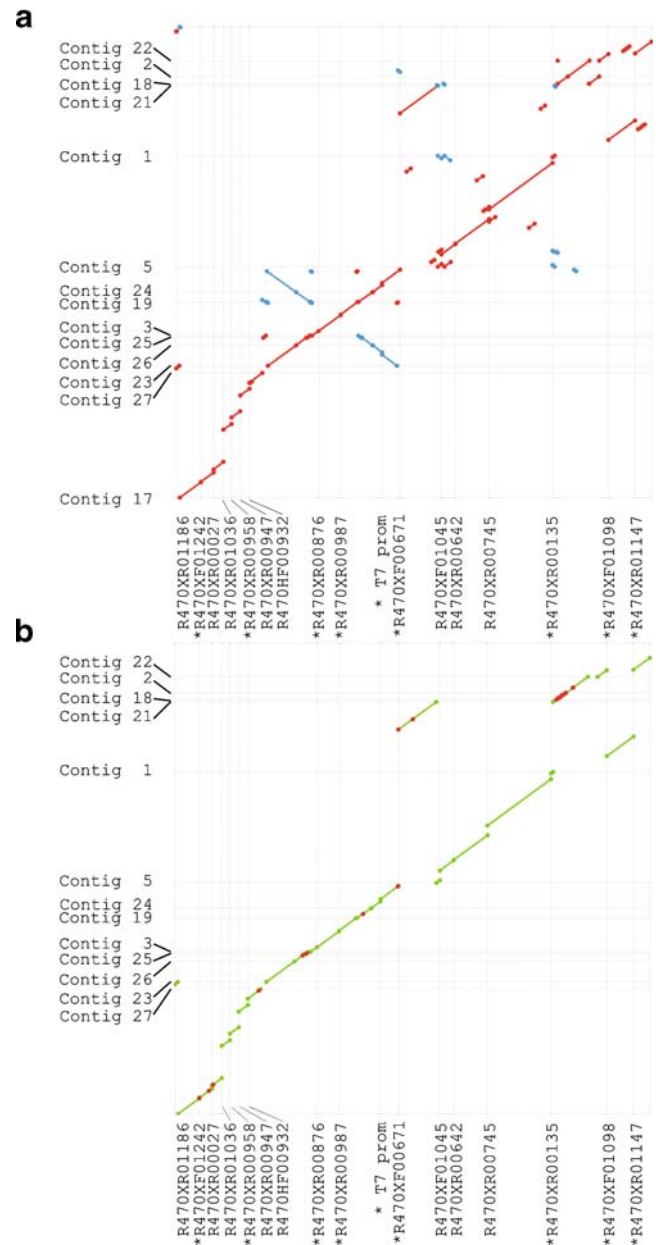 a
Contig 22
Contig 2
Contig 18
Contig 21
Contig 1
Contig 5
Contig 24
Contig 19
Contig 3
Contig 25
Contig 26
Contig 23
Contig 27
Contig 17
R470XR01186
*R470XF01242
R470XR00027
R470XR01036
*R470XR00958
R470XR00947
R470HF00932
*R470XR00876
*R470XR00987
* T7 prom
*R470XF00671
R470XF01045
R470XR00642
R470XR00745
*R470XR00135
*R470XF01098
*R470XR01147
b
Contig 22
Contig 2
Contig 18
Contig 21
Contig 1
Contig 5
Contig 24
Contig 19
Contig 3
Contig 25
Contig 26
Contig 23
Contig 27
R470XR01186
*R470XF01242
R470XR00027
R470XR01036
*R470XR00958
R470XR00947
R470HF00932
*R470XR00876
*R470XR00987
* T7 prom
*R470XF00671
R470XF01045
R470XR00642
R470XR00745
*R470XR00135
*R470XF01098
*R470XR01147